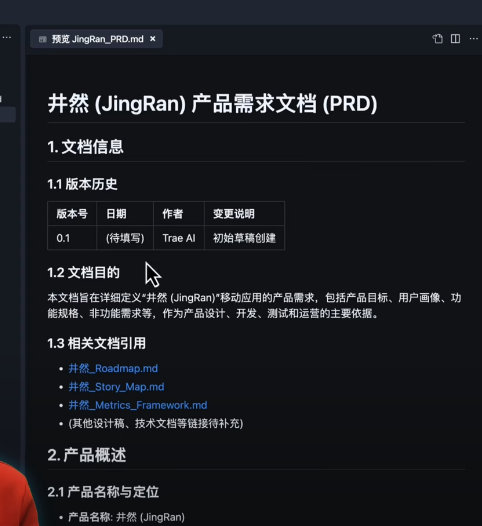 预览 JingRan_PRD.md
井然 (JingRan) 产品需求文档 (PRD)
1. 文档信息
1.1 版本历史
版本号 日期 作者 变更说明
0.1 (待填写) Trae AI 初始草稿创建
1.2 文档目的
本文档旨在详细定义“井然 (JingRan)”移动应用的产品需求，包括产品目标、用户画像、功
能规格、非功能需求等，作为产品设计、开发、测试和运营的主要依据。
1.3 相关文档引用
井然_Roadmap.md
井然_Story_Map.md
井然_Metrics_Framework.md
(其他设计稿、技术文档等链接待补充)
2. 产品概述
2.1 产品名称与定位
产品名称: 井然 (JingRan)